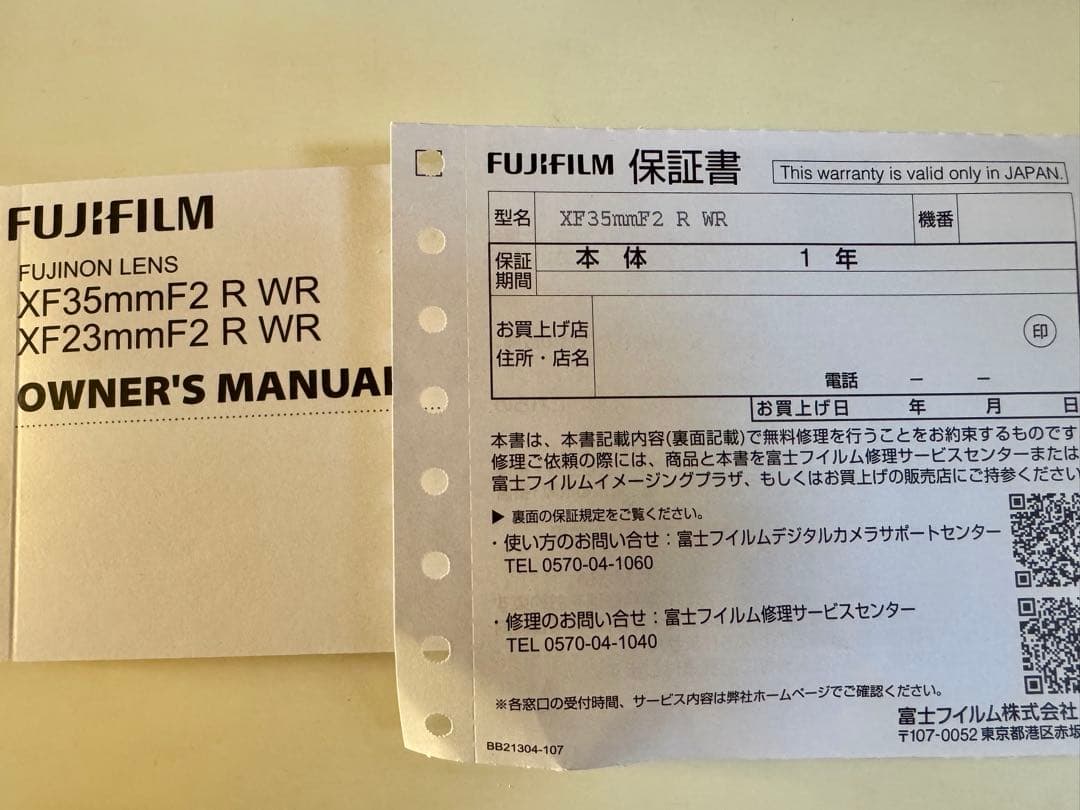 FUJIFILM
FUJINON LENS
XF35mmF2 R WR
XF23mmF2 R WR
OWNER'S MANUAL
FUJIFILM 保証書 This warranty is valid only in JAPAN.
型名 XF35mmF2 R WR 機番
保証期間 本 体 1 年
お買上げ店
住所・店名
印
電話 － －
お買上げ日 年 月 日
本書は、本書記載内容(裏面記載)で無料修理を行うことをお約束するものです
修理ご依頼の際には、商品と本書を富士フイルム修理サービスセンターまたは
富士フイルムイメージングプラザ、もしくはお買上げの販売店にご持参ください
▶ 裏面の保証規定をご覧ください。
・使い方のお問い合せ：富士フイルムデジタルカメラサポートセンター
TEL 0570-04-1060
・修理のお問い合せ：富士フイルム修理サービスセンター
TEL 0570-04-1040
※各窓口の受付時間、サービス内容は弊社ホームページでご確認ください。
富士フイルム株式会社
〒107-0052 東京都港区赤坂
BB21304-107